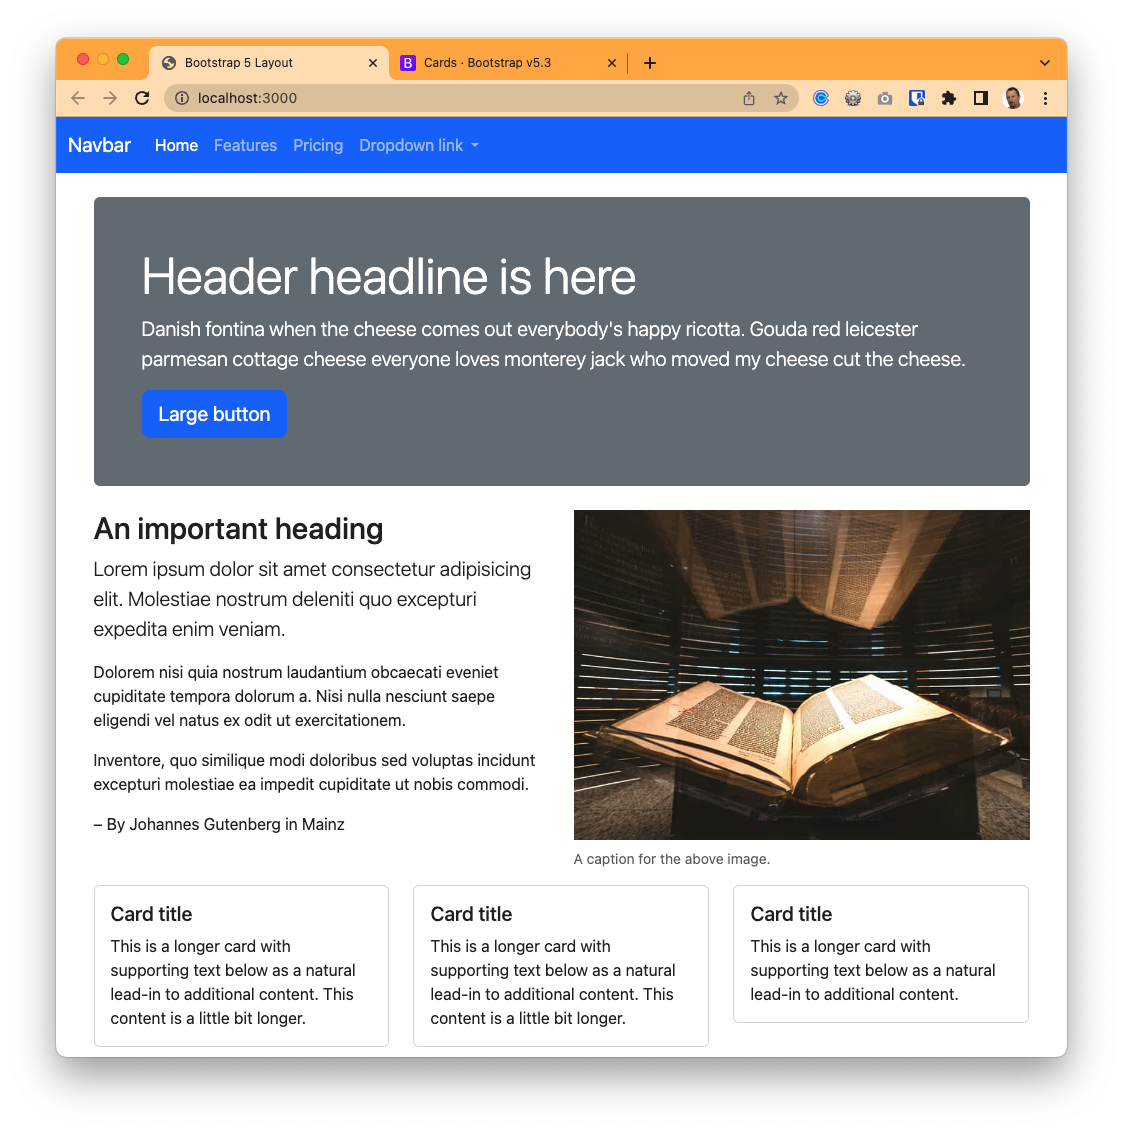 Bootstrap 5 Layout
Cards · Bootstrap v5.3
localhost:3000
Navbar Home Features Pricing Dropdown link
Header headline is here
Danish fontina when the cheese comes out everybody's happy ricotta. Gouda red leicester
parmesan cottage cheese everyone loves monterey jack who moved my cheese cut the cheese.
Large button
An important heading
Lorem ipsum dolor sit amet consectetur adipisicing
elit. Molestiae nostrum deleniti quo excepturi
expedita enim veniam.
Dolorem nisi quia nostrum laudantium obcaecati eveniet
cupiditate tempora dolorum a. Nisi nulla nesciunt saepe
eligendi vel natus ex odit ut exercitationem.
Inventore, quo similique modi doloribus sed voluptas incidunt
excepturi molestiae ea impedit cupiditate ut nobis commodi.
– By Johannes Gutenberg in Mainz
A caption for the above image.
Card title
This is a longer card with
supporting text below as a natural
lead-in to additional content. This
content is a little bit longer.
Card title
This is a longer card with
supporting text below as a natural
lead-in to additional content. This
content is a little bit longer.
Card title
This is a longer card with
supporting text below as a natural
lead-in to additional content.